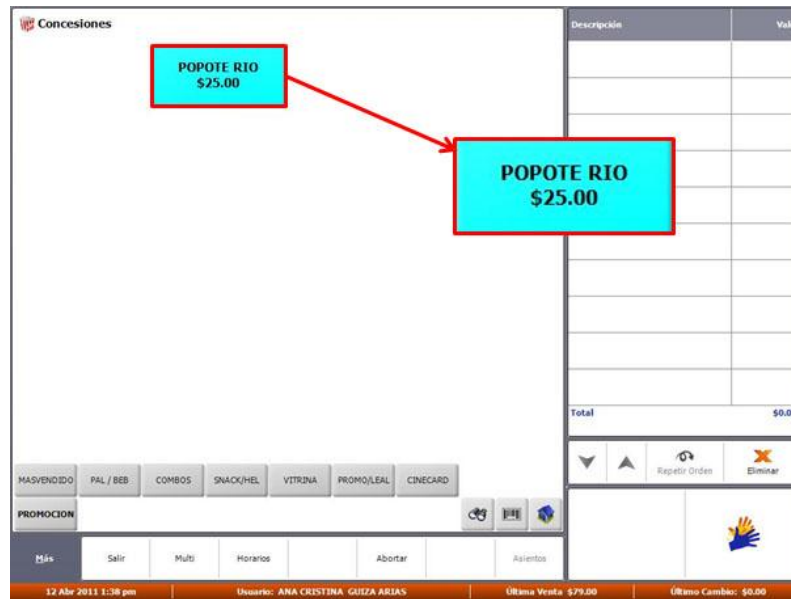 Concesiones
Descripción
POPOTE RIO
$25.00
POPOTE RIO
$25.00
Total $0.0
Repetir Orden
Eliminar
MASVENDIDO
PAL / BEB
COMBOS
SNACK/HEL
VITRINA
PROMO/LEAL
CINECARD
PROMOCION
Más
Salir
Multi
Horarios
Abortar
Asientos
12 Abr 2011 1:38 pm
Usuario: ANA CRISTINA GUIZA ARIAS
Última Venta $79.00
Último Cambio: $0.00